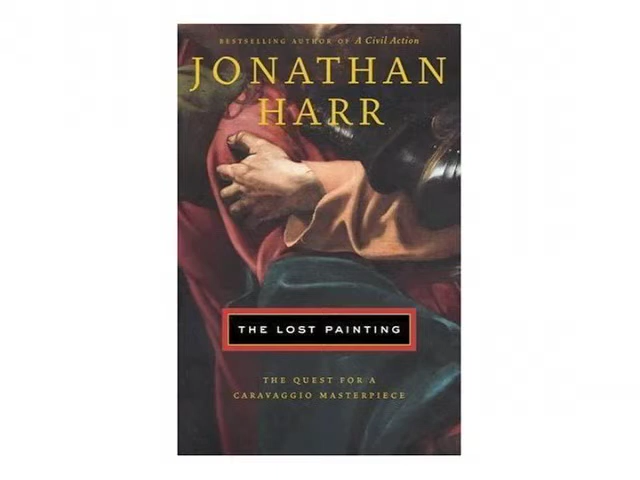 BESTSELLING AUTHOR OF A Civil Action
JONATHAN
HARR
THE LOST PAINTING
THE QUEST FOR A
CARAVAGGIO MASTERPIECE